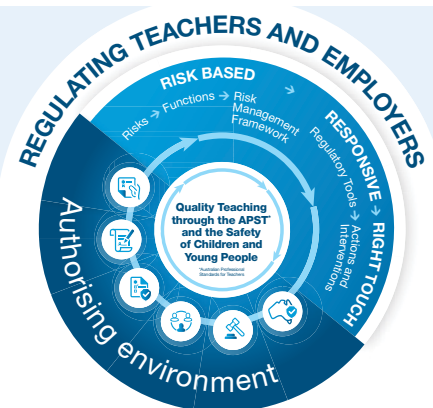 REGULATING TEACHERS AND EMPLOYERS
RISK BASED →
Risks → Functions → Risk
Management
Framework
RESPONSIVE → RIGHT TOUCH
Regulatory Tools → Actions and
Interventions
Quality Teaching
through the APST*
and the Safety
of Children and
Young People
*Australian Professional
Standards for Teachers
Authorising environment